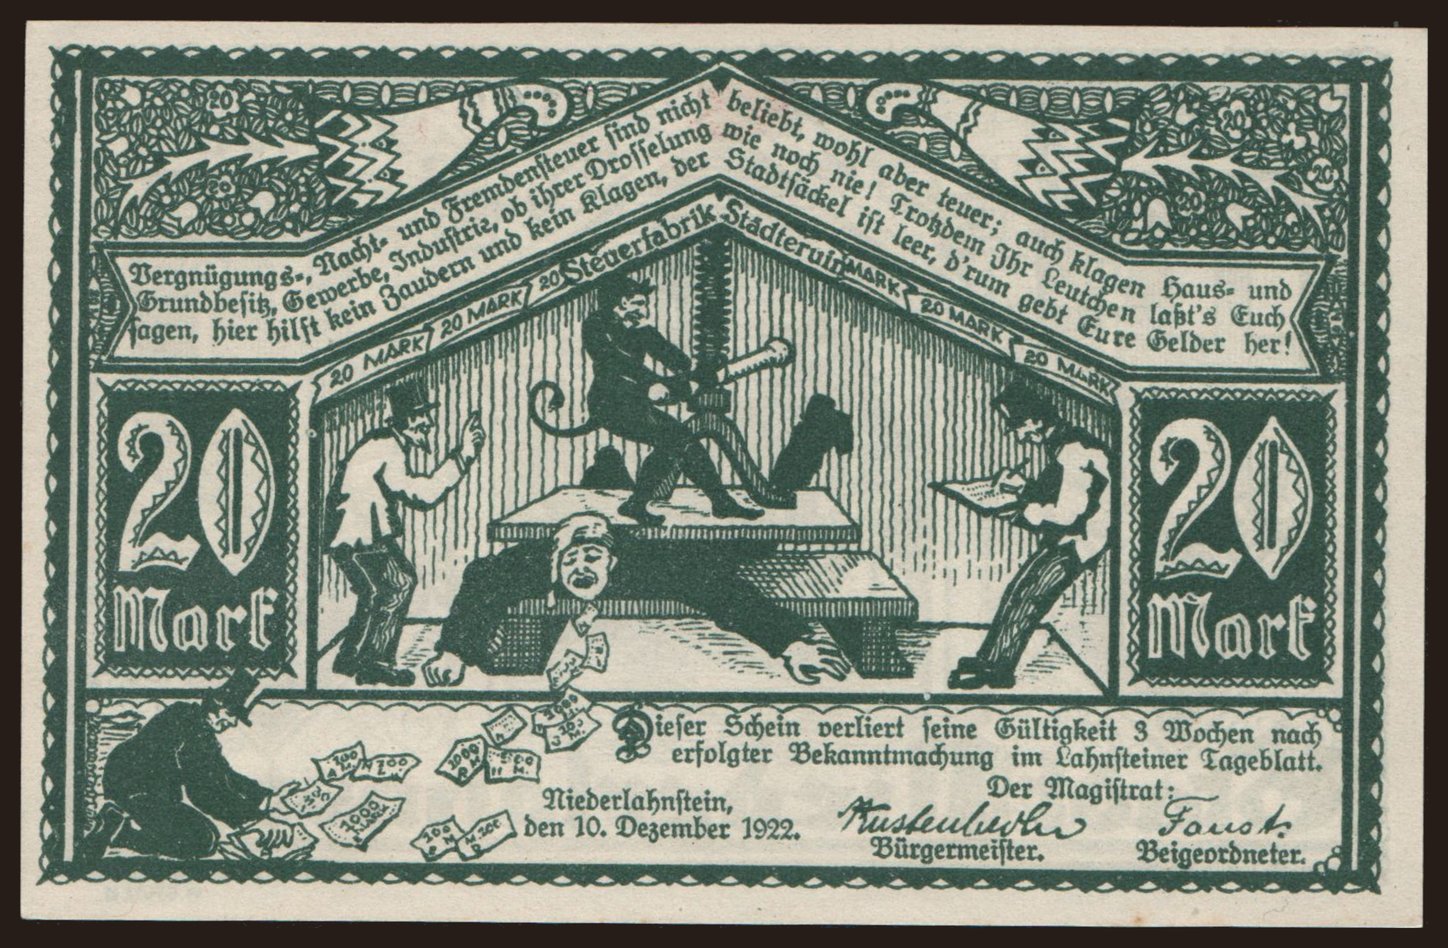 Vergnügungs-, Nacht- und Fremdensteuer sind nicht beliebt, wohl aber teuer; auch klagen Haus- und
Grundbesitz, Gewerbe, Industrie, ob ihrer Drosselung wie noch nie! Trotzdem Ihr Leutchen laßt's Euch
sagen, hier hilft kein Zaudern und kein Klagen, der Stadtsäckel ist leer, d'rum gebt Eure Gelder her!
20 MARK 20 MARK 20 Steuerfabrik Städteruin MARK 20 MARK 20 MARK
20
Mark
20
Mark
Dieser Schein verliert seine Gültigkeit 3 Wochen nach
erfolgter Bekanntmachung im Lahnsteiner Tageblatt.
Niederlahnstein,
den 10. Dezember 1922.
Der Magistrat:
Faust.
Bürgermeister.
Beigeordneter.